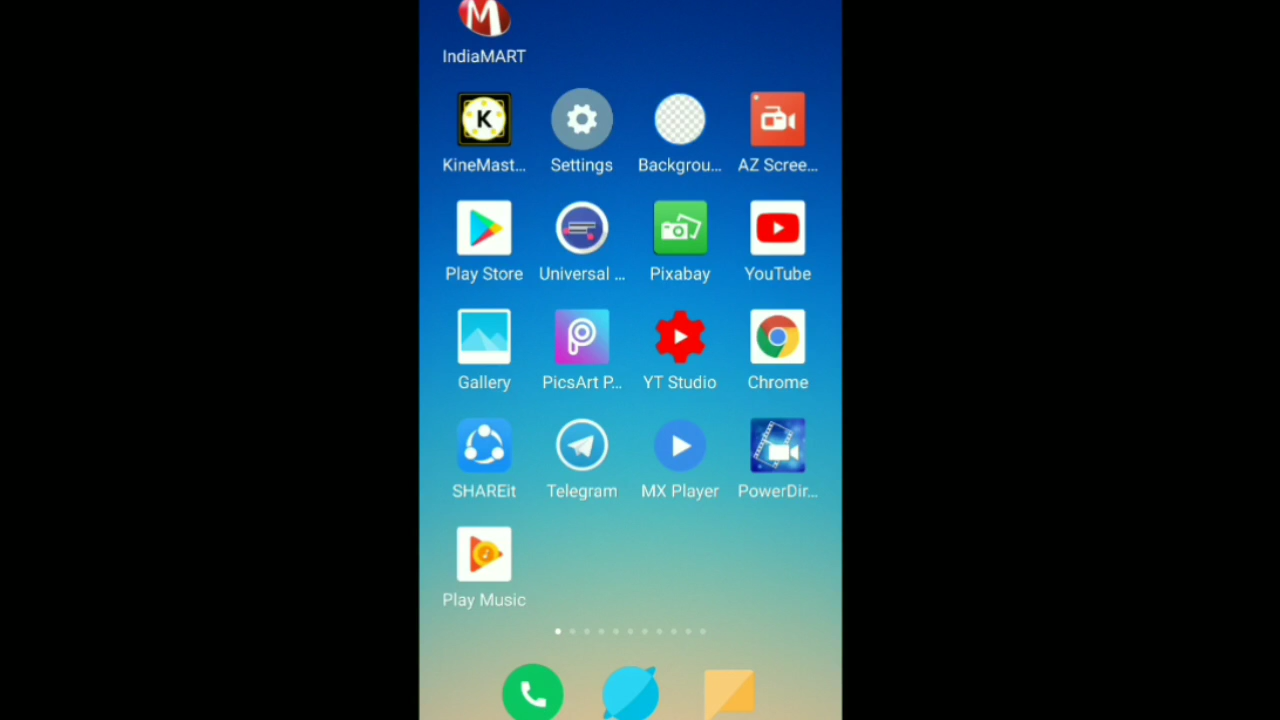 IndiaMART
KineMast... Settings Backgrou... AZ Scree...
Play Store Universal ... Pixabay YouTube
Gallery PicsArt P... YT Studio Chrome
SHAREit Telegram MX Player PowerDir...
Play Music